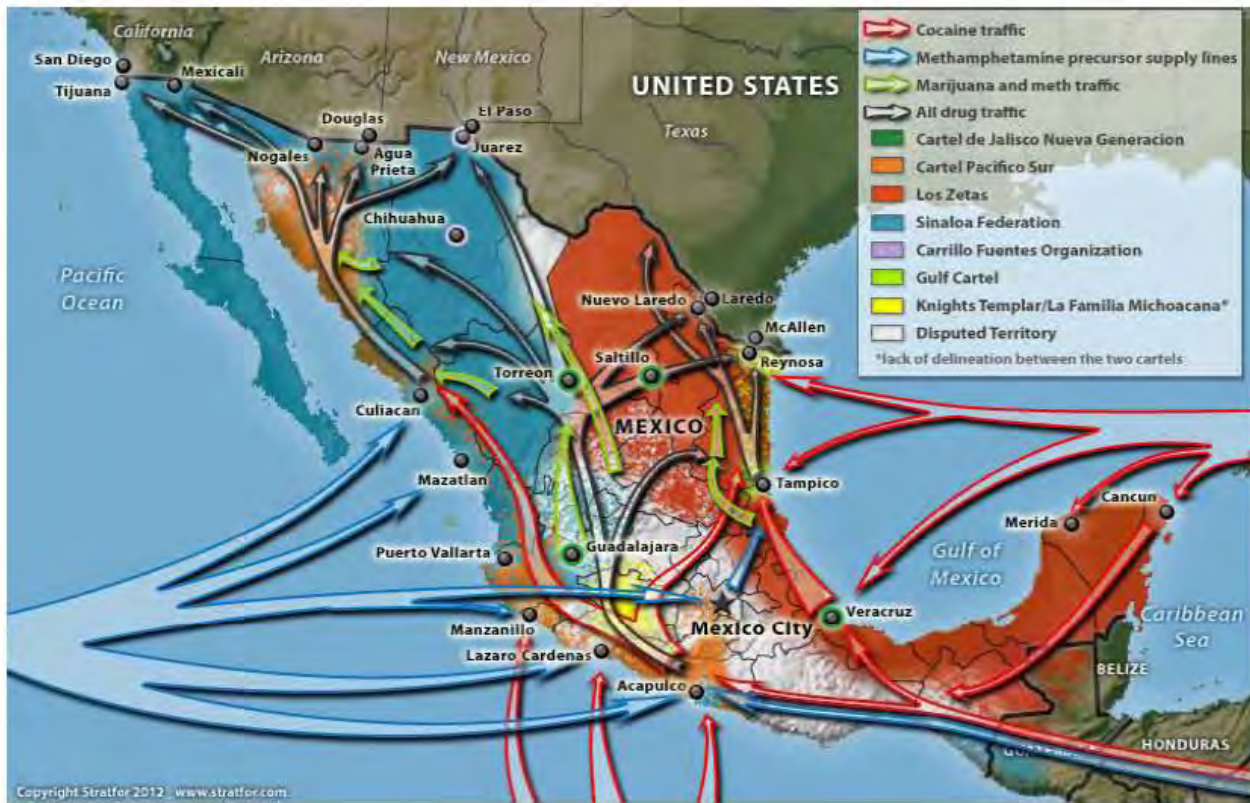 California
Arizona
New Mexico
San Diego
Tijuana
Mexicali
Douglas
El Paso
Nogales
Agua
Prieta
Juarez
UNITED STATES
Texas
Chihuahua
Pacific
Ocean
Nuevo Laredo
Laredo
McAllen
Reynosa
Saltillo
Torreon
Culiacan
MEXICO
Mazatlan
Tampico
Cancun
Merida
Puerto Vallarta
Guadalajara
Gulf of
Mexico
Manzanillo
Mexico City
Veracruz
Caribbean
Sea
Lazaro Cardenas
Acapulco
BELIZE
HONDURAS
Cocaine traffic
Methamphetamine precursor supply lines
Marijuana and meth traffic
All drug traffic
Cartel de Jalisco Nueva Generacion
Cartel Pacifico Sur
Los Zetas
Sinaloa Federation
Carrillo Fuentes Organization
Gulf Cartel
Knights Templar/La Familia Michoacana*
Disputed Territory
*lack of delineation between the two cartels
Copyright Stratfor 2012 www.stratfor.com